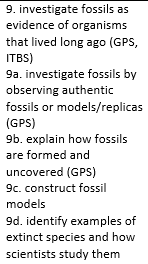 9. investigate fossils as
evidence of organisms
that lived long ago (GPS,
ITBS)
9a. investigate fossils by
observing authentic
fossils or models/replicas
(GPS)
9b. explain how fossils
are formed and
uncovered (GPS)
9c. construct fossil
models
9d. identify examples of
extinct species and how
scientists study them